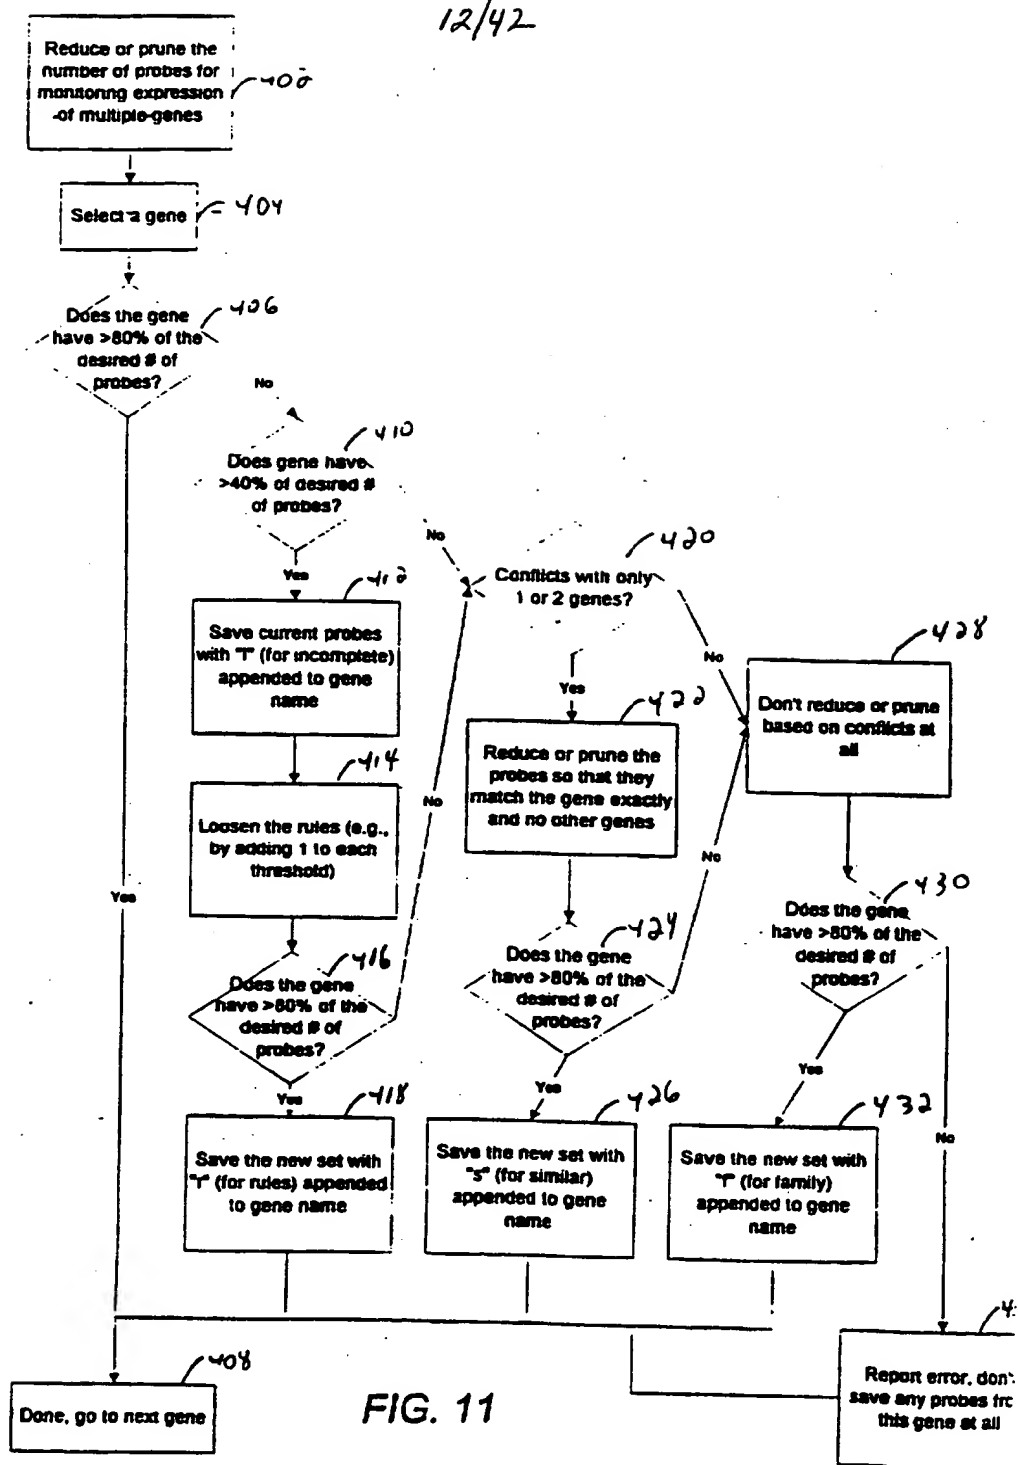 12/42
Reduce or prune the
number of probes for
monitoring expression
of multiple-genes
402
Select a gene
404
Does the gene
have >80% of the
desired # of
probes?
406
No
Does gene have
>40% of desired #
of probes?
410
No
Yes
Save current probes
with "I" (for incomplete)
appended to gene
name
412
Loosen the rules (e.g.,
by adding 1 to each
threshold)
414
Does the gene
have >80% of the
desired # of
probes?
416
No
Yes
Save the new set with
"r" (for rules) appended
to gene name
418
Conflicts with only
1 or 2 genes?
420
No
Yes
Reduce or prune the
probes so that they
match the gene exactly
and no other genes
422
Does the gene
have >80% of the
desired # of
probes?
424
No
Yes
Save the new set with
"s" (for similar)
appended to gene
name
426
Don't reduce or prune
based on conflicts at
all
428
Does the gene
have >80% of the
desired # of
probes?
430
Yes
No
Save the new set with
"f" (for family)
appended to gene
name
432
Yes
Done, go to next gene
408
Report error, don'
save any probes
this gene at all
FIG. 11